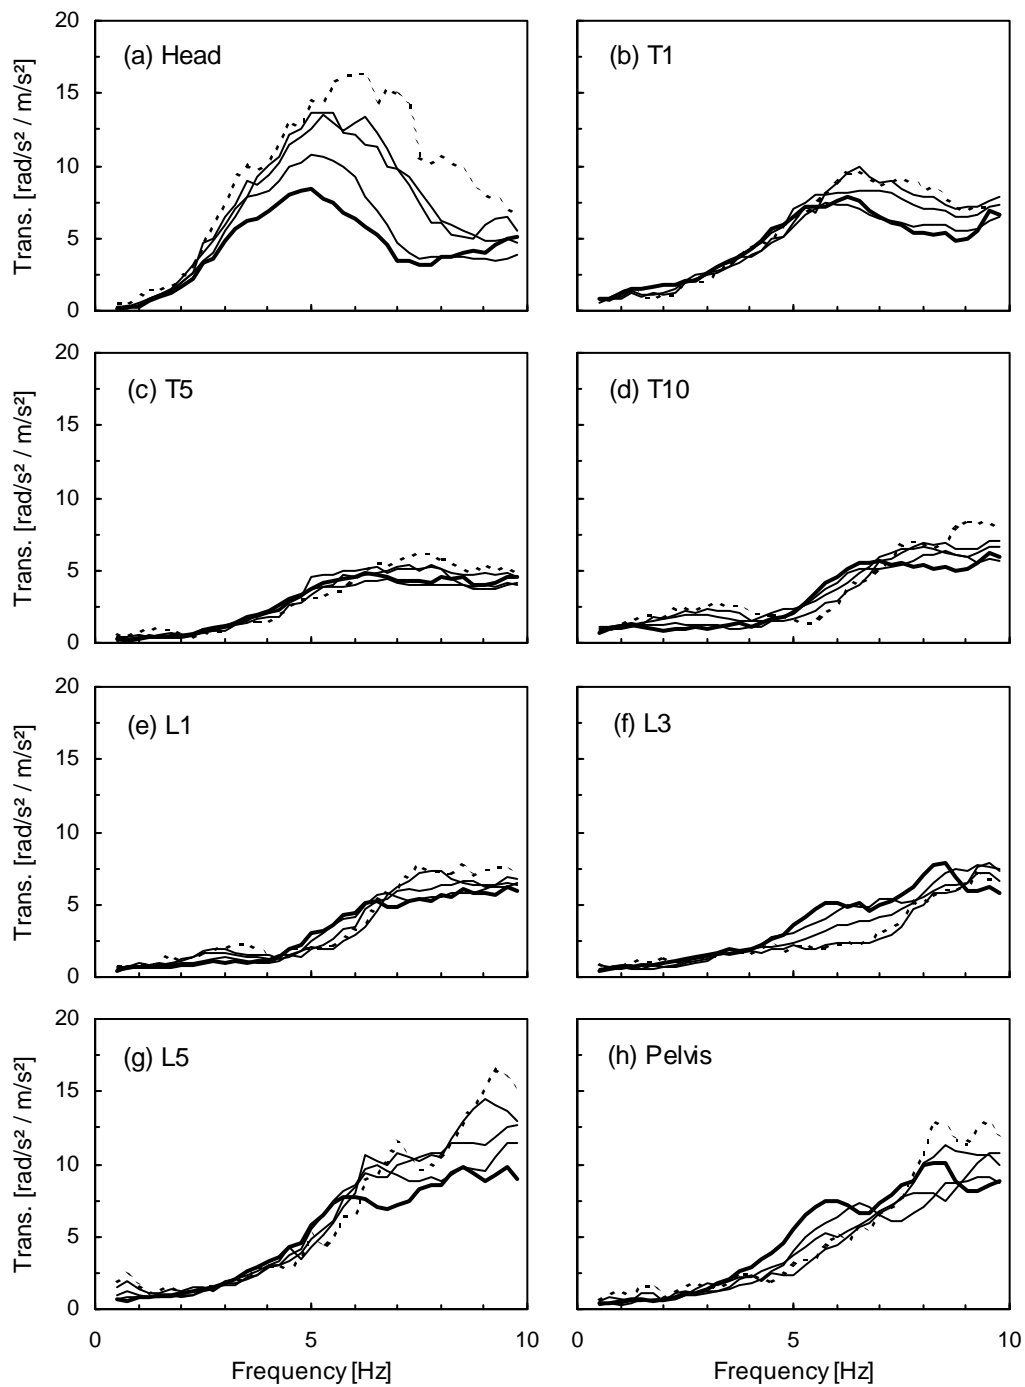 20
15
10
5
0
Trans. [rad/s² / m/s²]
(a) Head
(b) T1
20
15
10
5
0
Trans. [rad/s² / m/s²]
(c) T5
(d) T10
20
15
10
5
0
Trans. [rad/s² / m/s²]
(e) L1
(f) L3
20
15
10
5
0
Trans. [rad/s² / m/s²]
(g) L5
(h) Pelvis
0 5 10 0 5 10
Frequency [Hz] Frequency [Hz]